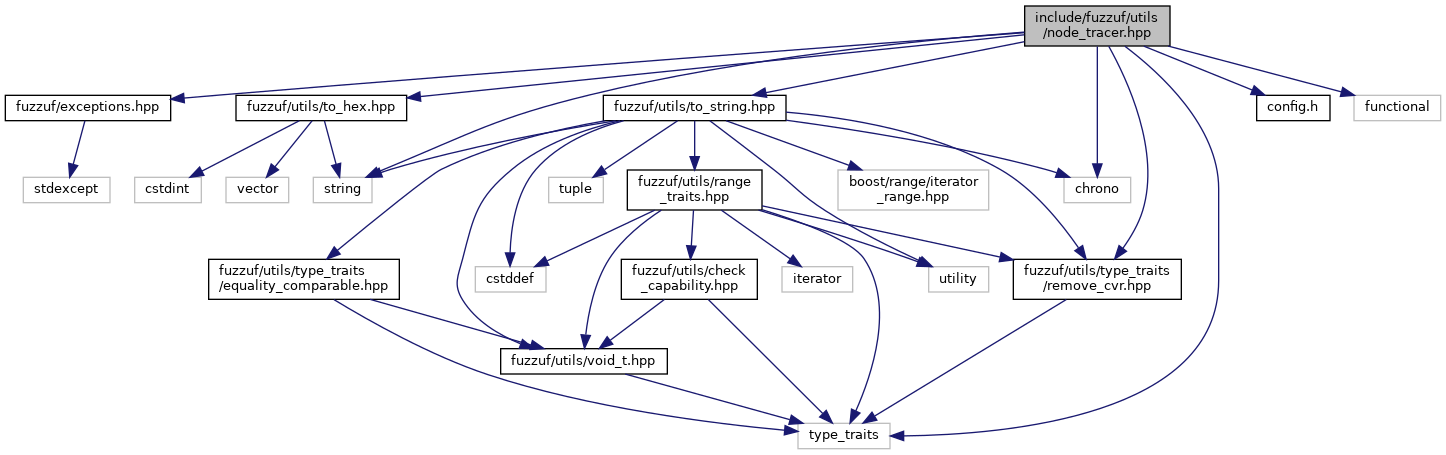 include/fuzzuf/utils
/node_tracer.hpp
fuzzuf/exceptions.hpp
fuzzuf/utils/to_hex.hpp
fuzzuf/utils/to_string.hpp
config.h
functional
stdexcept
cstdint
vector
string
tuple
fuzzuf/utils/range
_traits.hpp
boost/range/iterator
_range.hpp
chrono
fuzzuf/utils/type_traits
/equality_comparable.hpp
cstddef
fuzzuf/utils/check
_capability.hpp
iterator
utility
fuzzuf/utils/type_traits
/remove_cvr.hpp
fuzzuf/utils/void_t.hpp
type_traits